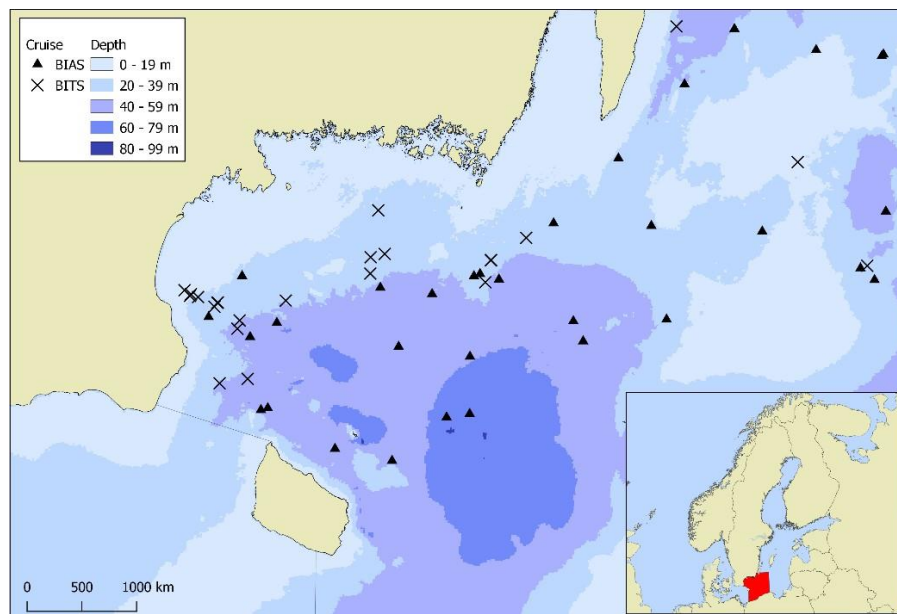 Cruise Depth
BIAS 0 - 19 m
BITS 20 - 39 m
40 - 59 m
60 - 79 m
80 - 99 m
0 500 1000 km